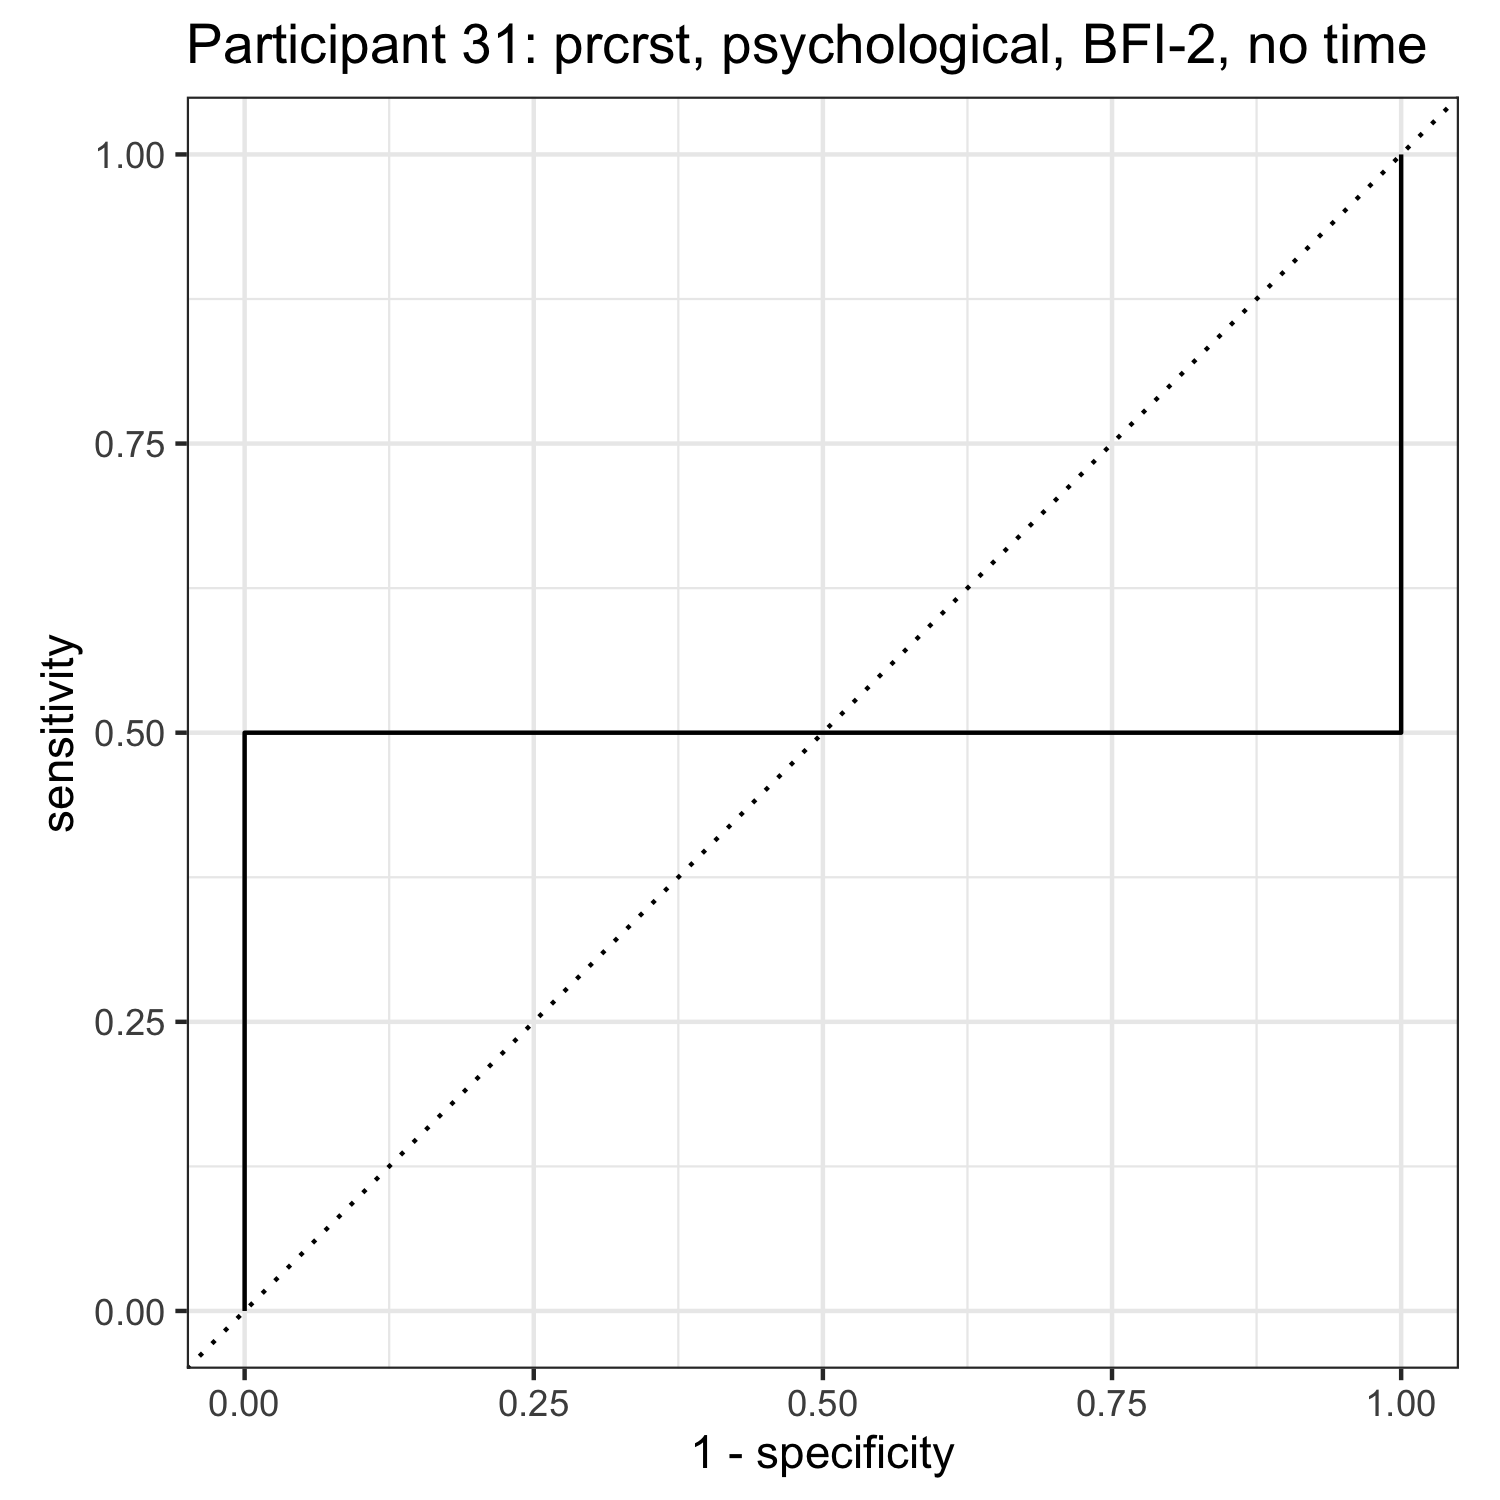 Participant 31: prcrst, psychological, BFI-2, no time
1.00
0.75
0.50
0.25
0.00
sensitivity
0.00 0.25 0.50 0.75 1.00
1 - specificity